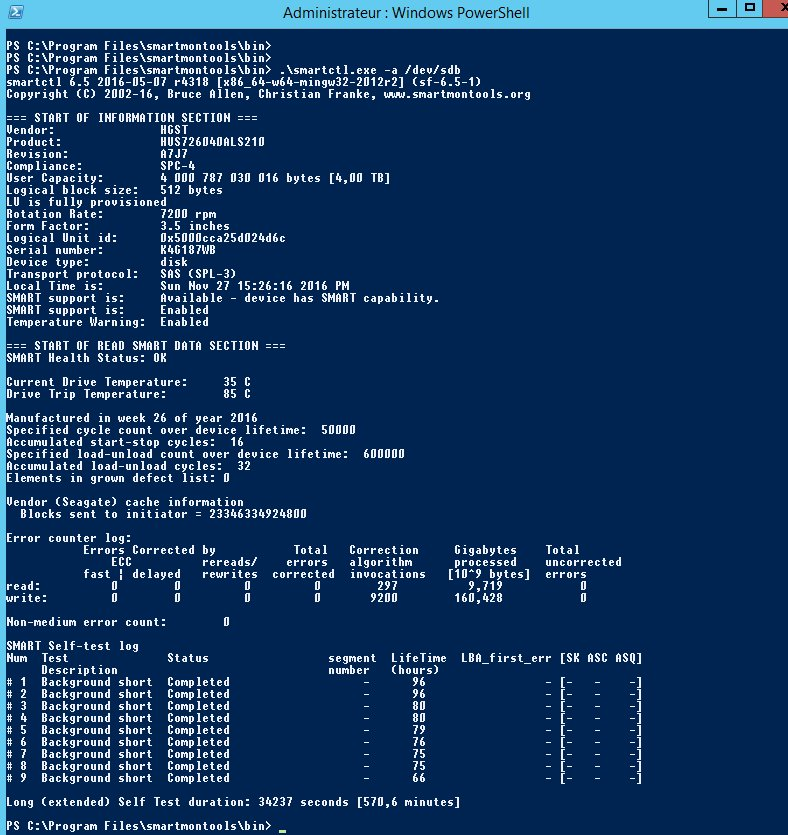 Administrateur : Windows PowerShell
PS C:\Program Files\smartmontools\bin>
PS C:\Program Files\smartmontools\bin>
PS C:\Program Files\smartmontools\bin> .\smartctl.exe -a /dev/sdb
smartctl 6.5 2016-05-07 r4318 [x86_64-w64-mingw32-2012r2] (sf-6.5-1)
Copyright (C) 2002-16, Bruce Allen, Christian Franke, www.smartmontools.org

=== START OF INFORMATION SECTION ===
Vendor:               HGST
Product:              HUS726040ALS210
Revision:             A7J7
Compliance:           SPC-4
User Capacity:        4 000 787 030 016 bytes [4,00 TB]
Logical block size:   512 bytes
LU is fully provisioned
Rotation Rate:        7200 rpm
Form Factor:          3.5 inches
Logical Unit id:      0x5000cca25d024d6c
Serial number:        K4G187WB
Device type:          disk
Transport protocol:   SAS (SPL-3)
Local Time is:        Sun Nov 27 15:26:16 2016 PM
SMART support is:     Available - device has SMART capability.
SMART support is:     Enabled
Temperature Warning:  Enabled

=== START OF READ SMART DATA SECTION ===
SMART Health Status: OK

Current Drive Temperature:     35 C
Drive Trip Temperature:        85 C

Manufactured in week 26 of year 2016
Specified cycle count over device lifetime:  50000
Accumulated start-stop cycles:  16
Specified load-unload count over device lifetime:  600000
Accumulated load-unload cycles:  32
Elements in grown defect list: 0

Vendor (Seagate) cache information
  Blocks sent to initiator = 23346334924800

Error counter log:
           Errors Corrected by           Total   Correction     Gigabytes    Total
               ECC          rereads/    errors   algorithm      processed    uncorrected
           fast | delayed   rewrites  corrected  invocations   [10^9 bytes]  errors
read:          0        0         0         0        297          9,719           0
write:         0        0         0         0       9200        160,428           0

Non-medium error count:        0

SMART Self-test log
Num  Test              Status                 segment  LifeTime  LBA_first_err [SK ASC ASQ]
     Description                              number   (hours)
# 1  Background short  Completed                   -      96                 - [-   -    -]
# 2  Background short  Completed                   -      96                 - [-   -    -]
# 3  Background short  Completed                   -      80                 - [-   -    -]
# 4  Background short  Completed                   -      80                 - [-   -    -]
# 5  Background short  Completed                   -      79                 - [-   -    -]
# 6  Background short  Completed                   -      76                 - [-   -    -]
# 7  Background short  Completed                   -      75                 - [-   -    -]
# 8  Background short  Completed                   -      75                 - [-   -    -]
# 9  Background short  Completed                   -      66                 - [-   -    -]

Long (extended) Self Test duration: 34237 seconds [570,6 minutes]

PS C:\Program Files\smartmontools\bin> _